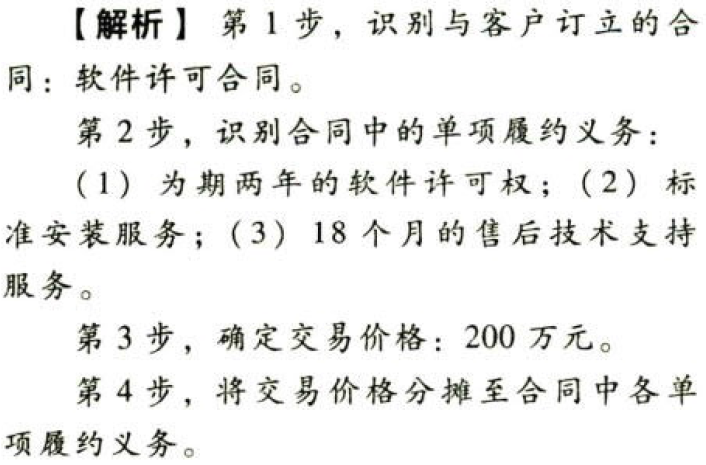 【解析】 第 1 步，识别与客户订立的合
同：软件许可合同。
第 2 步，识别合同中的单项履约义务：
（1） 为期两年的软件许可权；（2） 标
准安装服务；（3） 18 个月的售后技术支持
服务。
第 3 步，确定交易价格：200 万元。
第 4 步，将交易价格分摊至合同中各单
项履约义务。